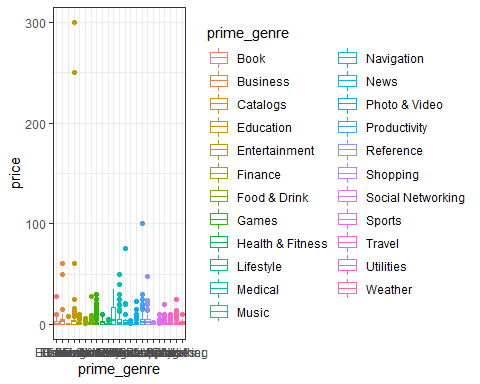 prime_genre
300
200
100
0
price
prime_genre
Book
Business
Catalogs
Education
Entertainment
Finance
Food & Drink
Games
Health & Fitness
Lifestyle
Medical
Music
Navigation
News
Photo & Video
Productivity
Reference
Shopping
Social Networking
Sports
Travel
Utilities
Weather